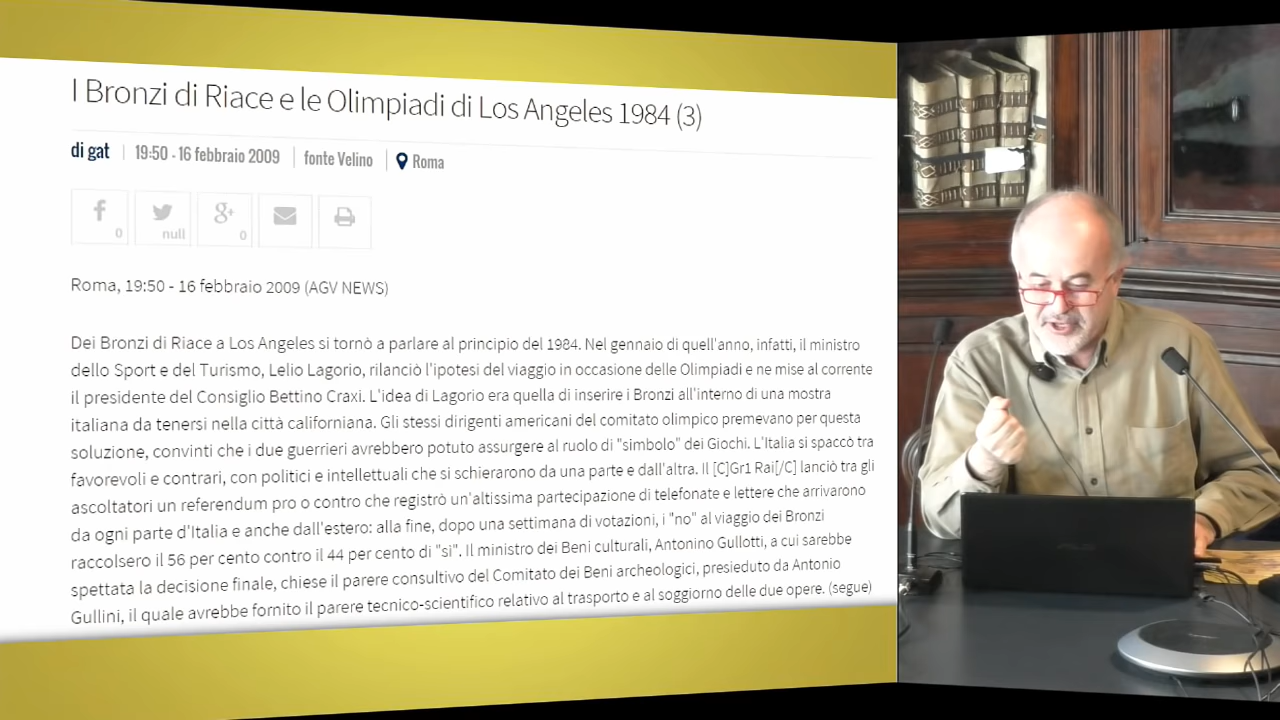 I Bronzi di Riace e le Olimpiadi di Los Angeles 1984 (3)
di gat | 19:50 - 16 febbraio 2009 | fonte Velino | Roma
0 null 0
Roma, 19:50 - 16 febbraio 2009 (AGV NEWS)
Dei Bronzi di Riace a Los Angeles si tornò a parlare al principio del 1984. Nel gennaio di quell'anno, infatti, il ministro
dello Sport e del Turismo, Lelio Lagorio, rilanciò l'ipotesi del viaggio in occasione delle Olimpiadi e ne mise al corrente
il presidente del Consiglio Bettino Craxi. L'idea di Lagorio era quella di inserire i Bronzi all'interno di una mostra
italiana da tenersi nella città californiana. Gli stessi dirigenti americani del comitato olimpico premevano per questa
soluzione, convinti che i due guerrieri avrebbero potuto assurgere al ruolo di "simbolo" dei Giochi. L'Italia si spaccò tra
favorevoli e contrari, con politici e intellettuali che si schierarono da una parte e dall'altra. Il [C]Gr1 Rai[/C] lanciò tra gli
ascoltatori un referendum pro o contro che registrò un'altissima partecipazione di telefonate e lettere che arrivarono
da ogni parte d'Italia e anche dall'estero: alla fine, dopo una settimana di votazioni, i "no" al viaggio dei Bronzi
raccolsero il 56 per cento contro il 44 per cento di "sì". Il ministro dei Beni culturali, Antonino Gullotti, a cui sarebbe
spettata la decisione finale, chiese il parere consultivo del Comitato dei Beni archeologici, presieduto da Antonio
Gullini, il quale avrebbe fornito il parere tecnico-scientifico relativo al trasporto e al soggiorno delle due opere. (segue)